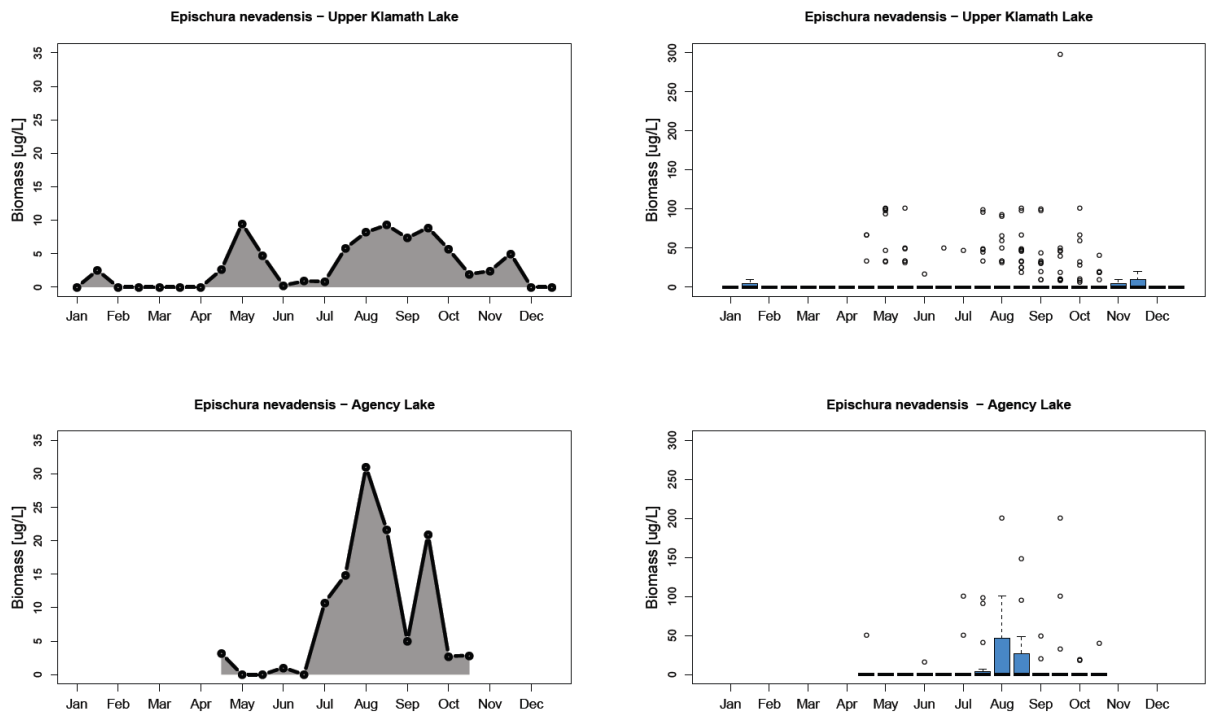 Epischura nevadensis − Upper Klamath Lake
Biomass [ug/L]
35
30
25
20
15
10
5
0
Jan Feb Mar Apr May Jun Jul Aug Sep Oct Nov Dec
Epischura nevadensis − Upper Klamath Lake
Biomass [ug/L]
300
250
200
150
100
50
0
Jan Feb Mar Apr May Jun Jul Aug Sep Oct Nov Dec
Epischura nevadensis − Agency Lake
Biomass [ug/L]
35
30
25
20
15
10
5
0
Jan Feb Mar Apr May Jun Jul Aug Sep Oct Nov Dec
Epischura nevadensis − Agency Lake
Biomass [ug/L]
300
250
200
150
100
50
0
Jan Feb Mar Apr May Jun Jul Aug Sep Oct Nov Dec